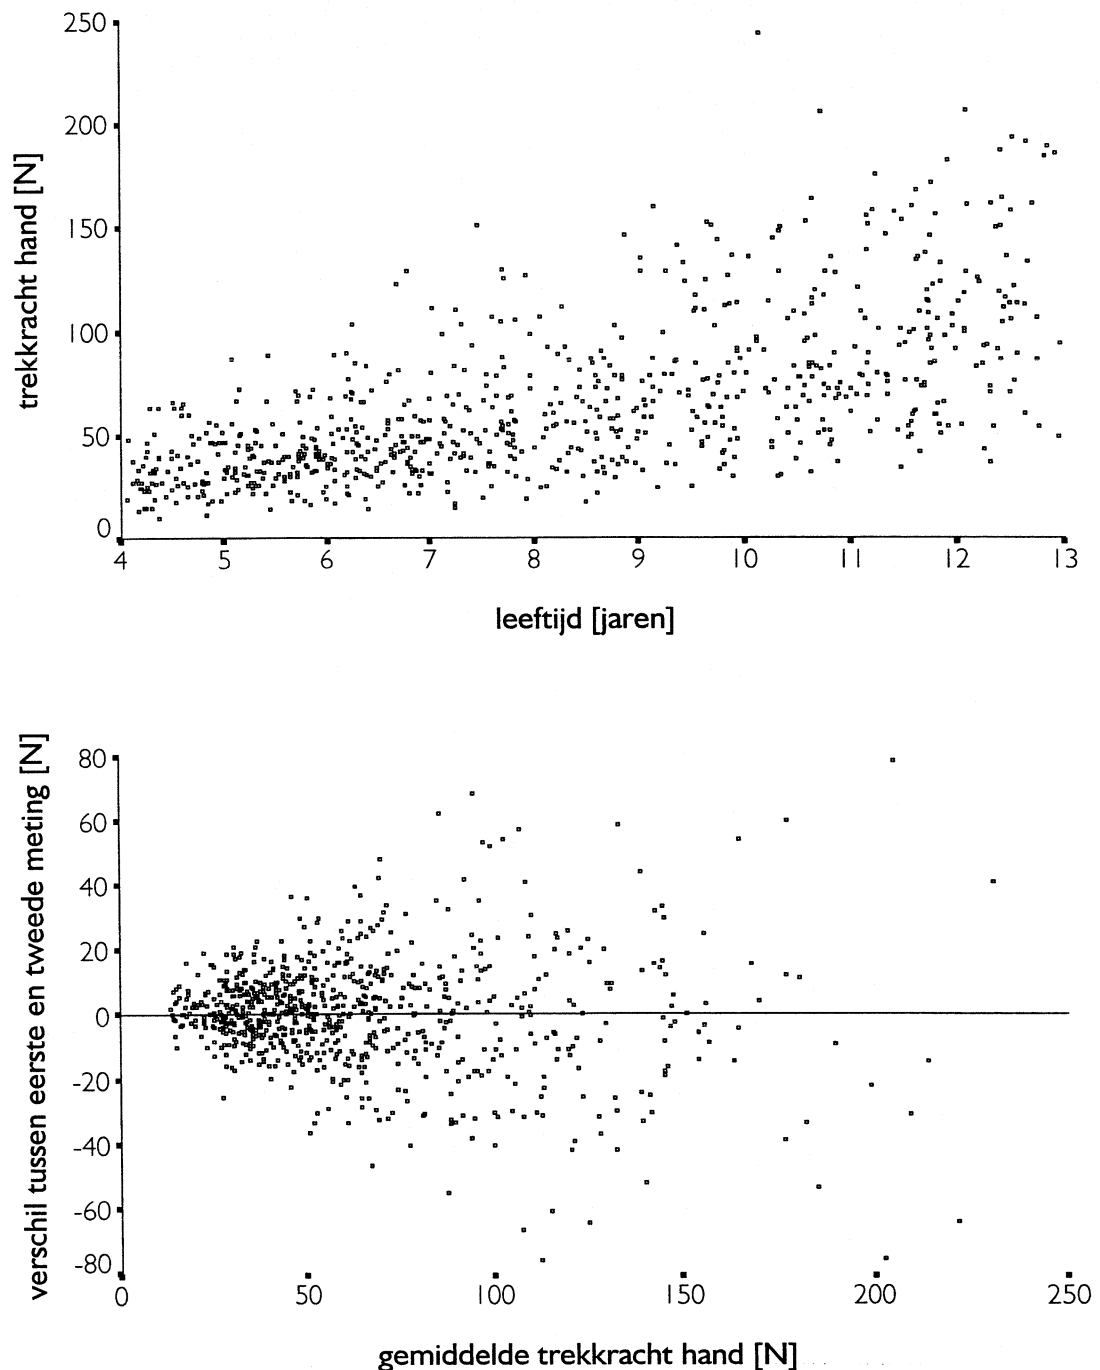 trekkracht hand [N]
250
200
150
100
50
0
4 5 6 7 8 9 10 11 12 13
leeftijd [jaren]
verschil tussen eerste en tweede meting [N]
80
60
40
20
0
-20
-40
-60
-80
0 50 100 150 200 250
gemiddelde trekkracht hand [N]